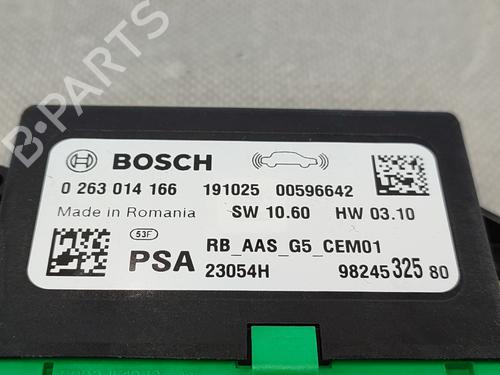 B-PARTS
BOSCH
0 263 014 166 191025 00596642
Made in Romania SW 10.60 HW 03.10
53F RB_AAS_G5_CEM01
PSA 23054H 98245 325 80